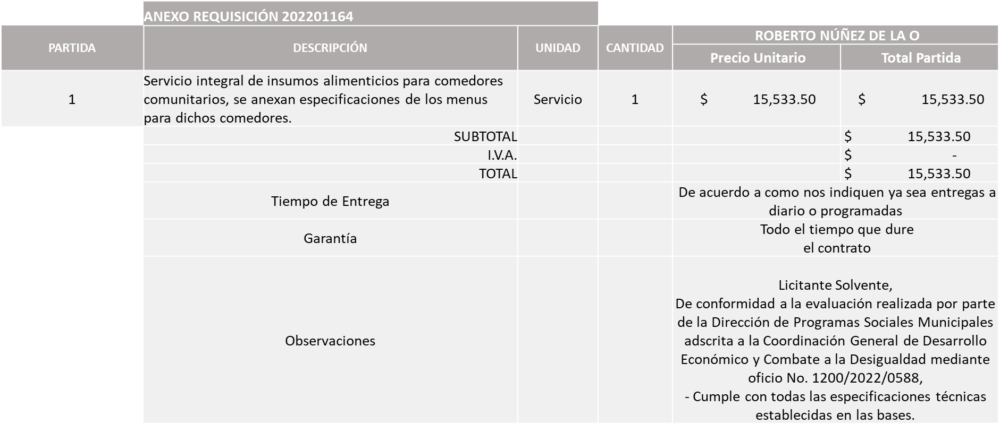 ANEXO REQUISICIÓN 202201164
PARTIDA DESCRIPCIÓN UNIDAD CANTIDAD ROBERTO NÚÑEZ DE LA O
Precio Unitario Total Partida
1 Servicio integral de insumos alimenticios para comedores
comunitarios, se anexan especificaciones de los menus
para dichos comedores. Servicio 1 $ 15,533.50 $ 15,533.50
SUBTOTAL $ 15,533.50
I.V.A. $ -
TOTAL $ 15,533.50
Tiempo de Entrega De acuerdo a como nos indiquen ya sea entregas a
diario o programadas
Garantía Todo el tiempo que dure
el contrato
Observaciones Licitante Solvente,
De conformidad a la evaluación realizada por parte
de la Dirección de Programas Sociales Municipales
adscrita a la Coordinación General de Desarrollo
Económico y Combate a la Desigualdad mediante
oficio No. 1200/2022/0588,
- Cumple con todas las especificaciones técnicas
establecidas en las bases.